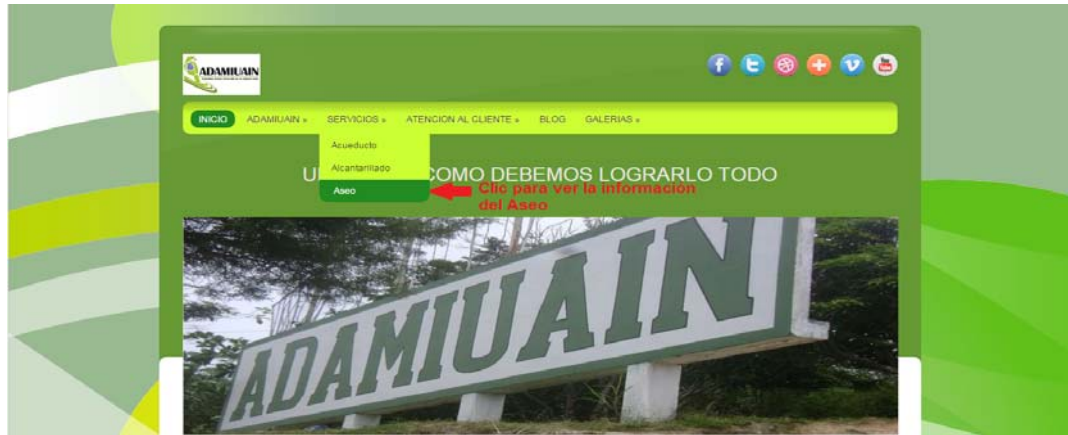 ADAMIUAIN
INICIO ADAMIUAIN » SERVICIOS » ATENCION AL CLIENTE » BLOG GALERIAS »
Acueducto
Alcantarillado
Aseo
U COMO DEBEMOS LOGRARLO TODO
Clic para ver la información
del Aseo
ADAMIUAIN